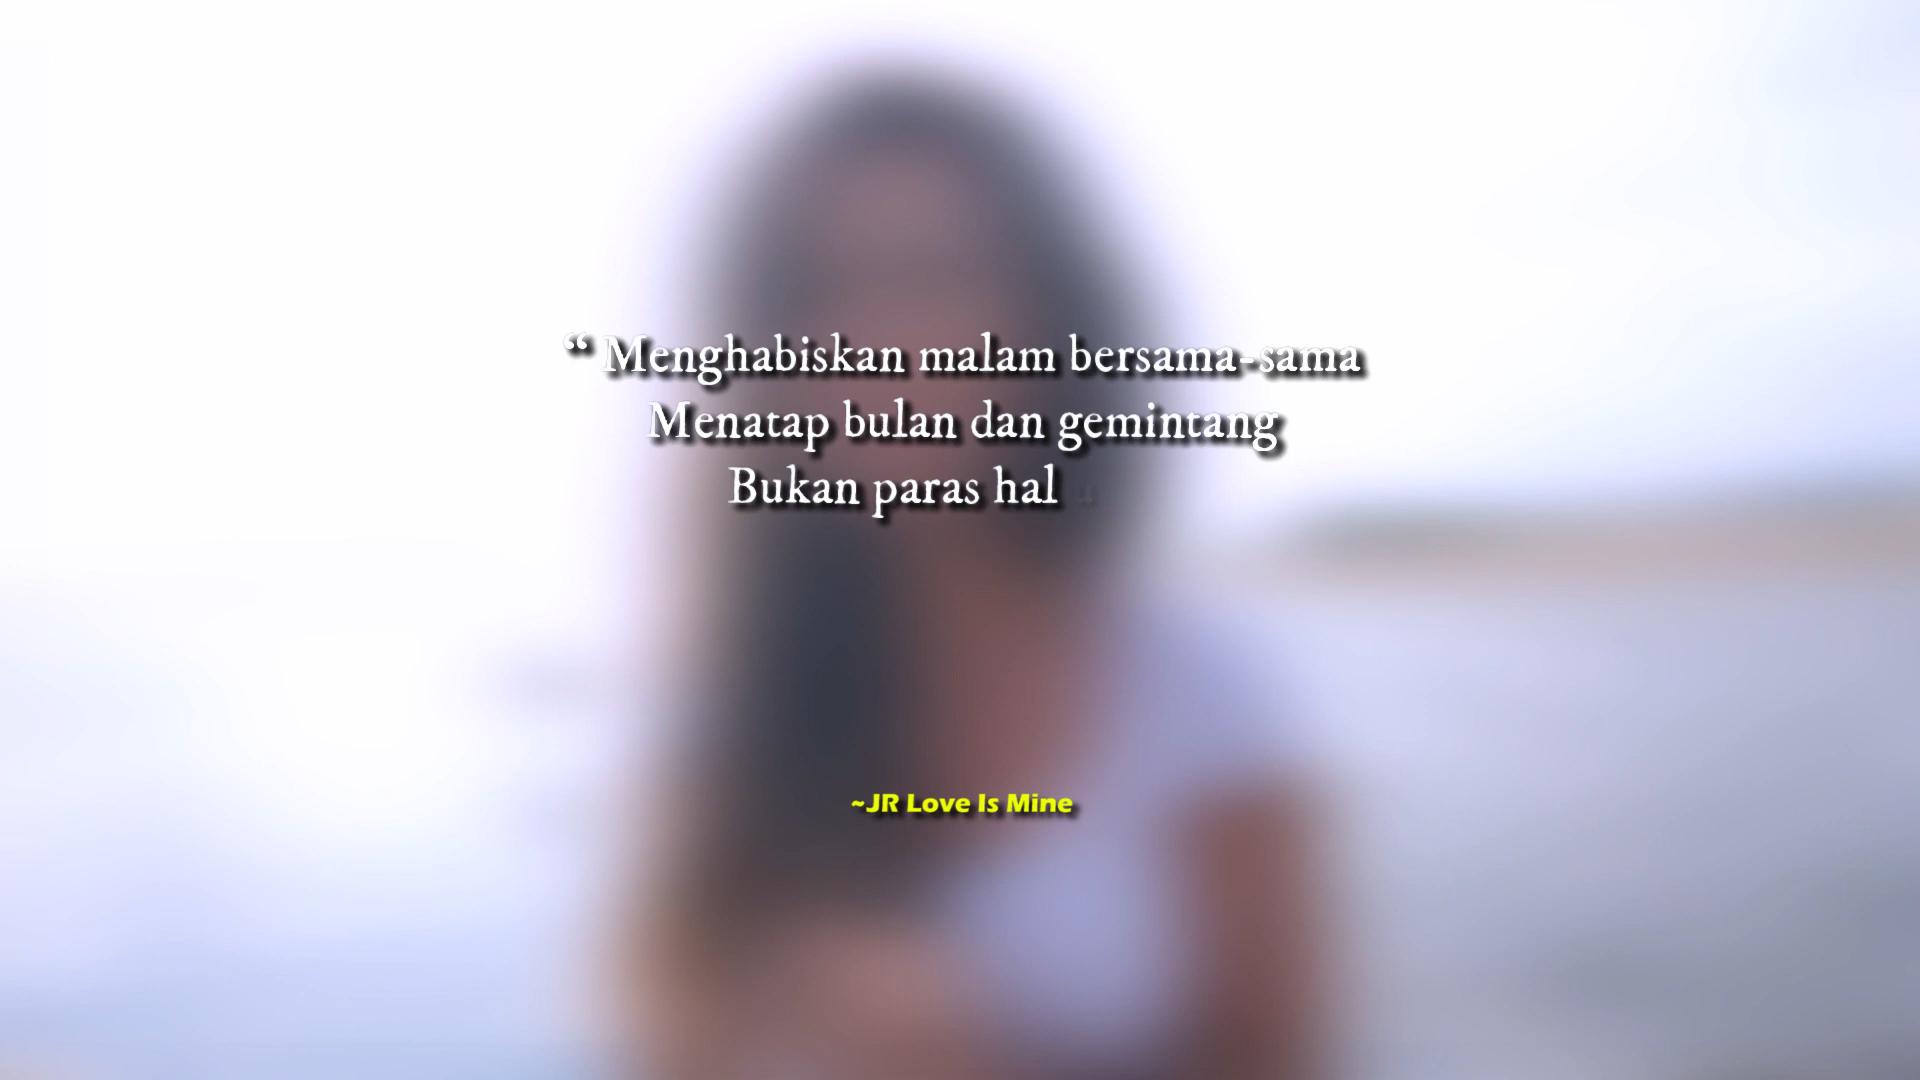 “ Menghabiskan malam bersama-sama
Menatap bulan dan gemintang
Bukan paras hal
~JR Love Is Mine